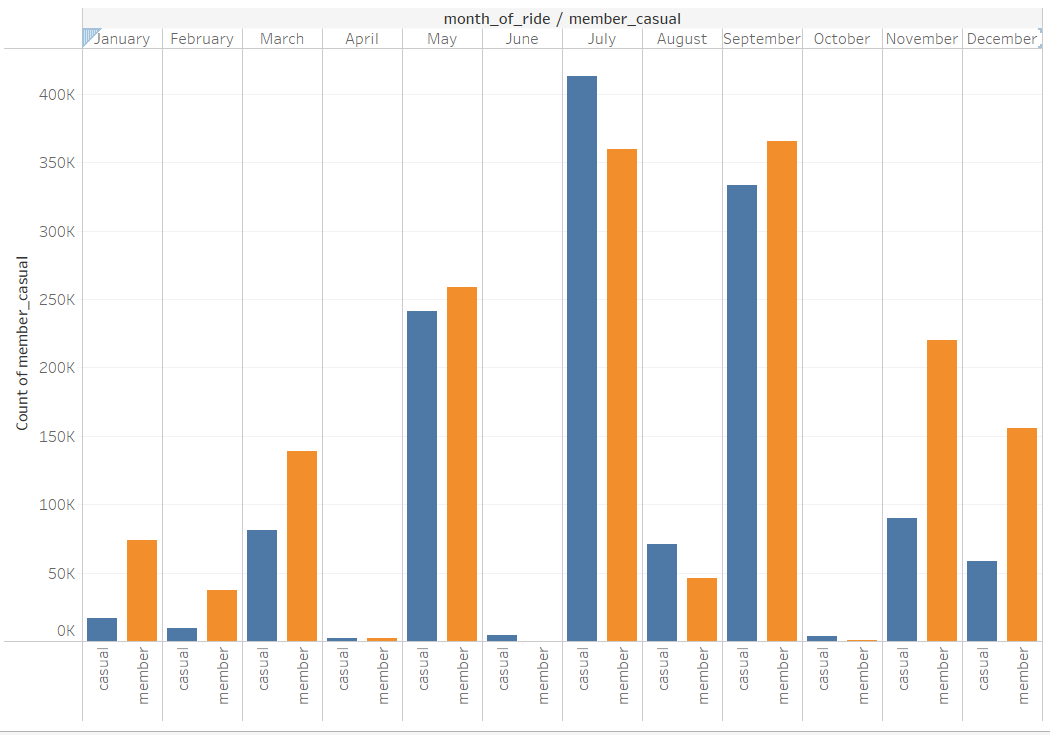 month_of_ride / member_casual
January February March April May June July August September October November December
400K
350K
300K
250K
200K
150K
100K
50K
0K
Count of member_casual
casual member casual member casual member casual member casual member casual member casual member casual member casual member casual member casual member casual member